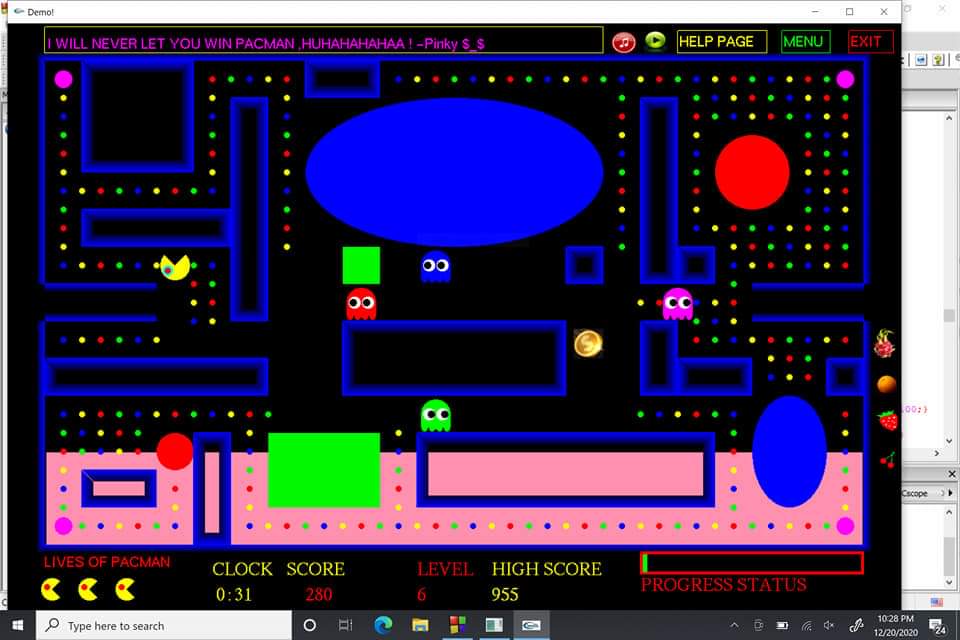 Demo!
I WILL NEVER LET YOU WIN PACMAN ,HUHAHAHAHAA ! ~Pinky $_$
HELP PAGE
MENU
EXIT
00;)
Cscope
LIVES OF PACMAN
CLOCK SCORE LEVEL HIGH SCORE
0:31 280 6 955
PROGRESS STATUS
Type here to search
10:28 PM
12/20/2020
24